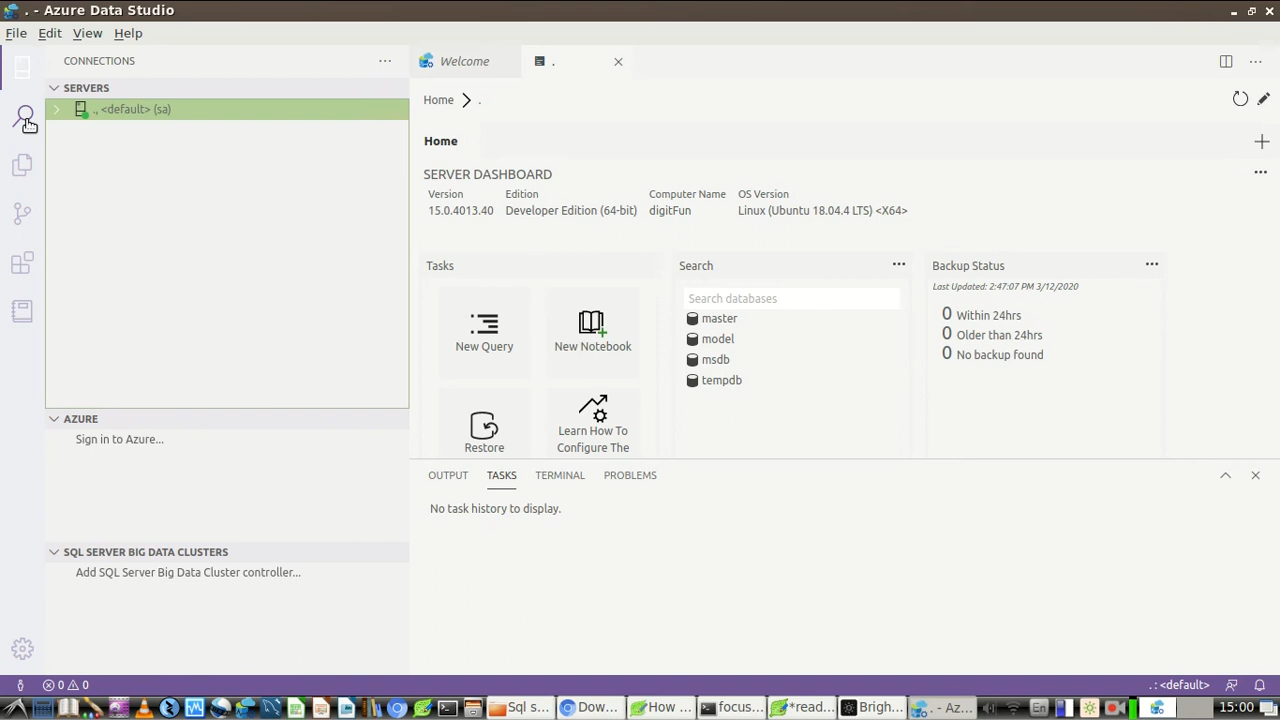 . - Azure Data Studio
File Edit View Help
CONNECTIONS
SERVERS
., <default> (sa)
AZURE
Sign in to Azure...
SQL SERVER BIG DATA CLUSTERS
Add SQL Server Big Data Cluster controller...
Welcome
.
Home .
Home
SERVER DASHBOARD
Version Edition Computer Name OS Version
15.0.4013.40 Developer Edition (64-bit) digitFun Linux (Ubuntu 18.04.4 LTS) <X64>
Tasks
New Query
New Notebook
Restore
Learn How To
Configure The
Search
Search databases
master
model
msdb
tempdb
Backup Status
Last Updated: 2:47:07 PM 3/12/2020
0 Within 24hrs
0 Older than 24hrs
0 No backup found
OUTPUT TASKS TERMINAL PROBLEMS
No task history to display.
0 0
. : <default>
Sql s... Dow... How ... focus... *read... Brigh... . - Az... En 15:00